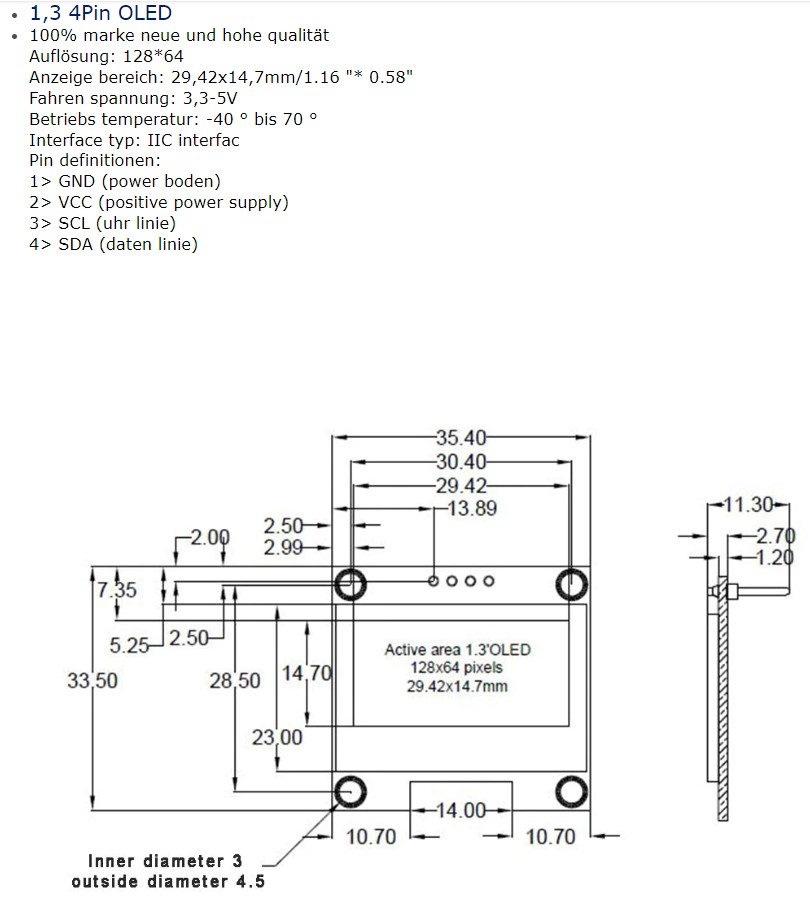 1,3 4Pin OLED
100% marke neue und hohe qualität
Auflösung: 128*64
Anzeige bereich: 29,42x14,7mm/1.16 "* 0.58"
Fahren spannung: 3,3-5V
Betriebs temperatur: -40 ° bis 70 °
Interface typ: IIC interfac
Pin definitionen:
1> GND (power boden)
2> VCC (positive power supply)
3> SCL (uhr linie)
4> SDA (daten linie)
35.40
30.40
29.42
13.89
2.50
2.99
2.00
11.30
2.70
1.20
7.35
5.25
2.50
33.50
28.50
14.70
23.00
Active area 1.3'OLED
128x64 pixels
29.42x14.7mm
14.00
10.70
10.70
Inner diameter 3
outside diameter 4.5